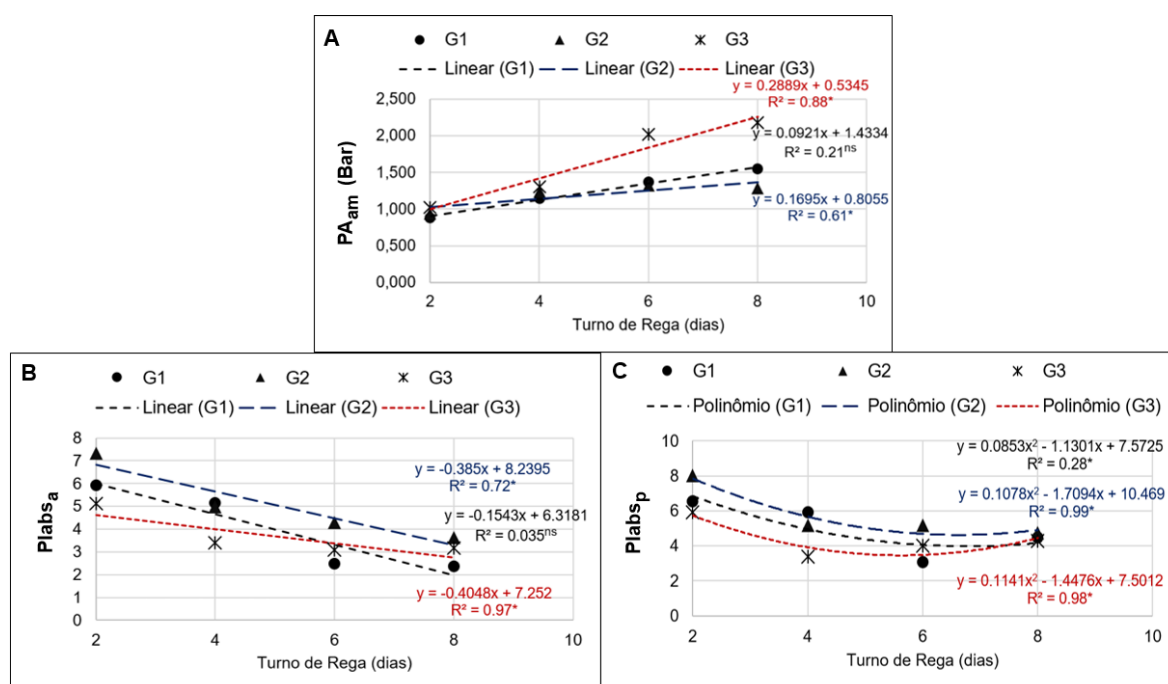 A
G1 G2 G3
Linear (G1) Linear (G2) Linear (G3)
y = 0.2889x + 0.5345
R² = 0.88*
y = 0.0921x + 1.4334
R² = 0.21ns
y = 0.1695x + 0.8055
R² = 0.61*
PAam (Bar)
2,500
2,000
1,500
1,000
0,500
0,000
2 4 6 8 10
Turno de Rega (dias)
B
G1 G2 G3
Linear (G1) Linear (G2) Linear (G3)
y = -0.385x + 8.2395
R² = 0.72*
y = -0.1543x + 6.3181
R² = 0.035ns
y = -0.4048x + 7.252
R² = 0.97*
PIabsa
8
7
6
5
4
3
2
1
0
2 4 6 8 10
Turno de Rega (dias)
C
G1 G2 G3
Polinômio (G1) Polinômio (G2) Polinômio (G3)
y = 0.0853x² - 1.1301x + 7.5725
R² = 0.28*
y = 0.1078x² - 1.7094x + 10.469
R² = 0.99*
y = 0.1141x² - 1.4476x + 7.5012
R² = 0.98*
PIabsp
10
8
6
4
2
0
2 4 6 8 10
Turno de Rega (dias)